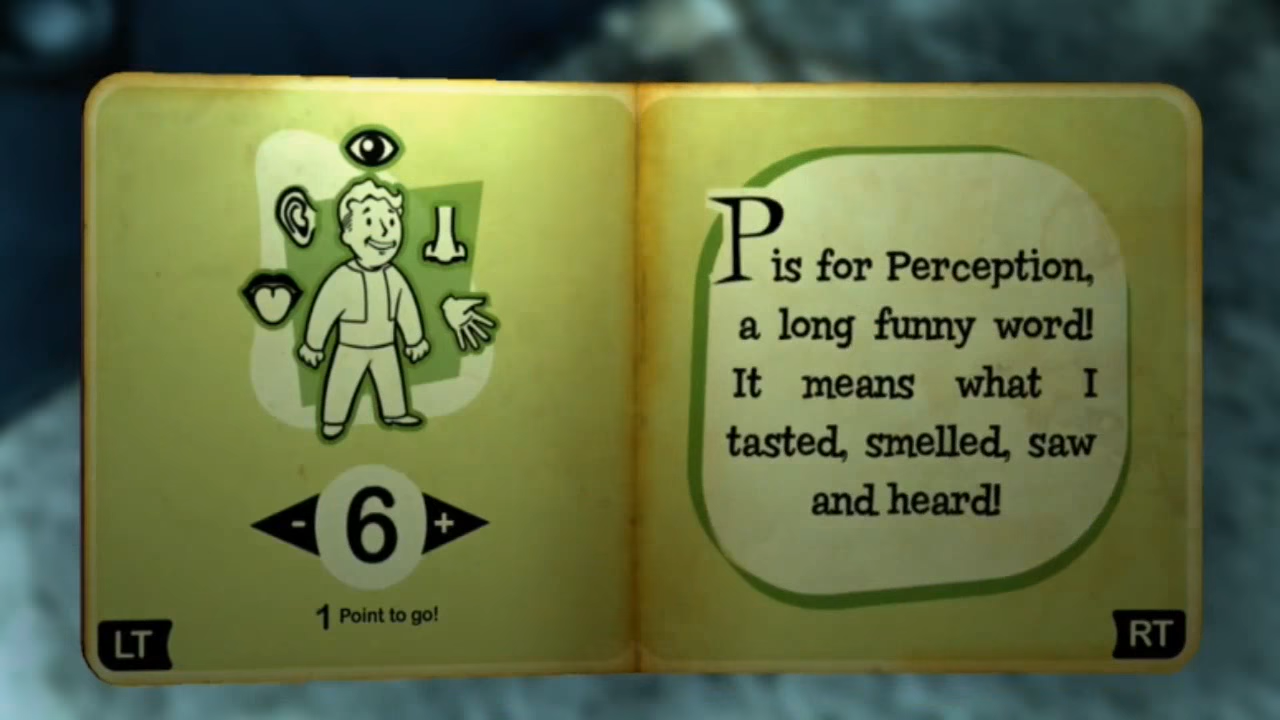 - 6 +
1 Point to go!
LT
P is for Perception,
a long funny word!
It means what I
tasted, smelled, saw
and heard!
RT